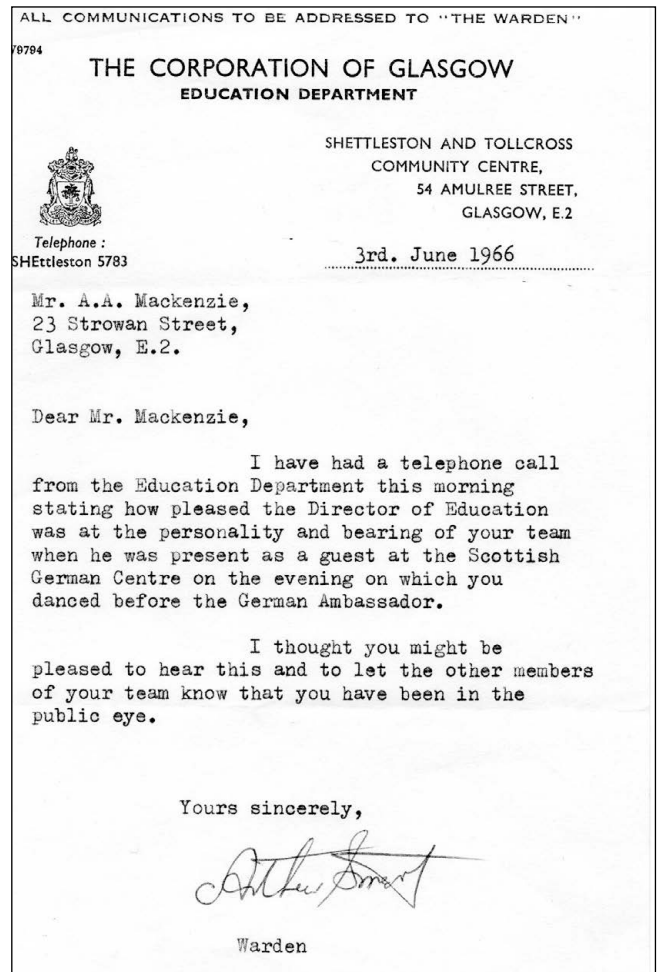 ALL COMMUNICATIONS TO BE ADDRESSED TO "THE WARDEN"
79794
THE CORPORATION OF GLASGOW
EDUCATION DEPARTMENT
SHETTLESTON AND TOLLCROSS
COMMUNITY CENTRE,
54 AMULREE STREET,
GLASGOW, E.2
Telephone :
SHEttleston 5783
3rd. June 1966
Mr. A.A. Mackenzie,
23 Strowan Street,
Glasgow, E.2.
Dear Mr. Mackenzie,
I have had a telephone call
from the Education Department this morning
stating how pleased the Director of Education
was at the personality and bearing of your team
when he was present as a guest at the Scottish
German Centre on the evening on which you
danced before the German Ambassador.
I thought you might be
pleased to hear this and to let the other members
of your team know that you have been in the
public eye.
Yours sincerely,
Warden